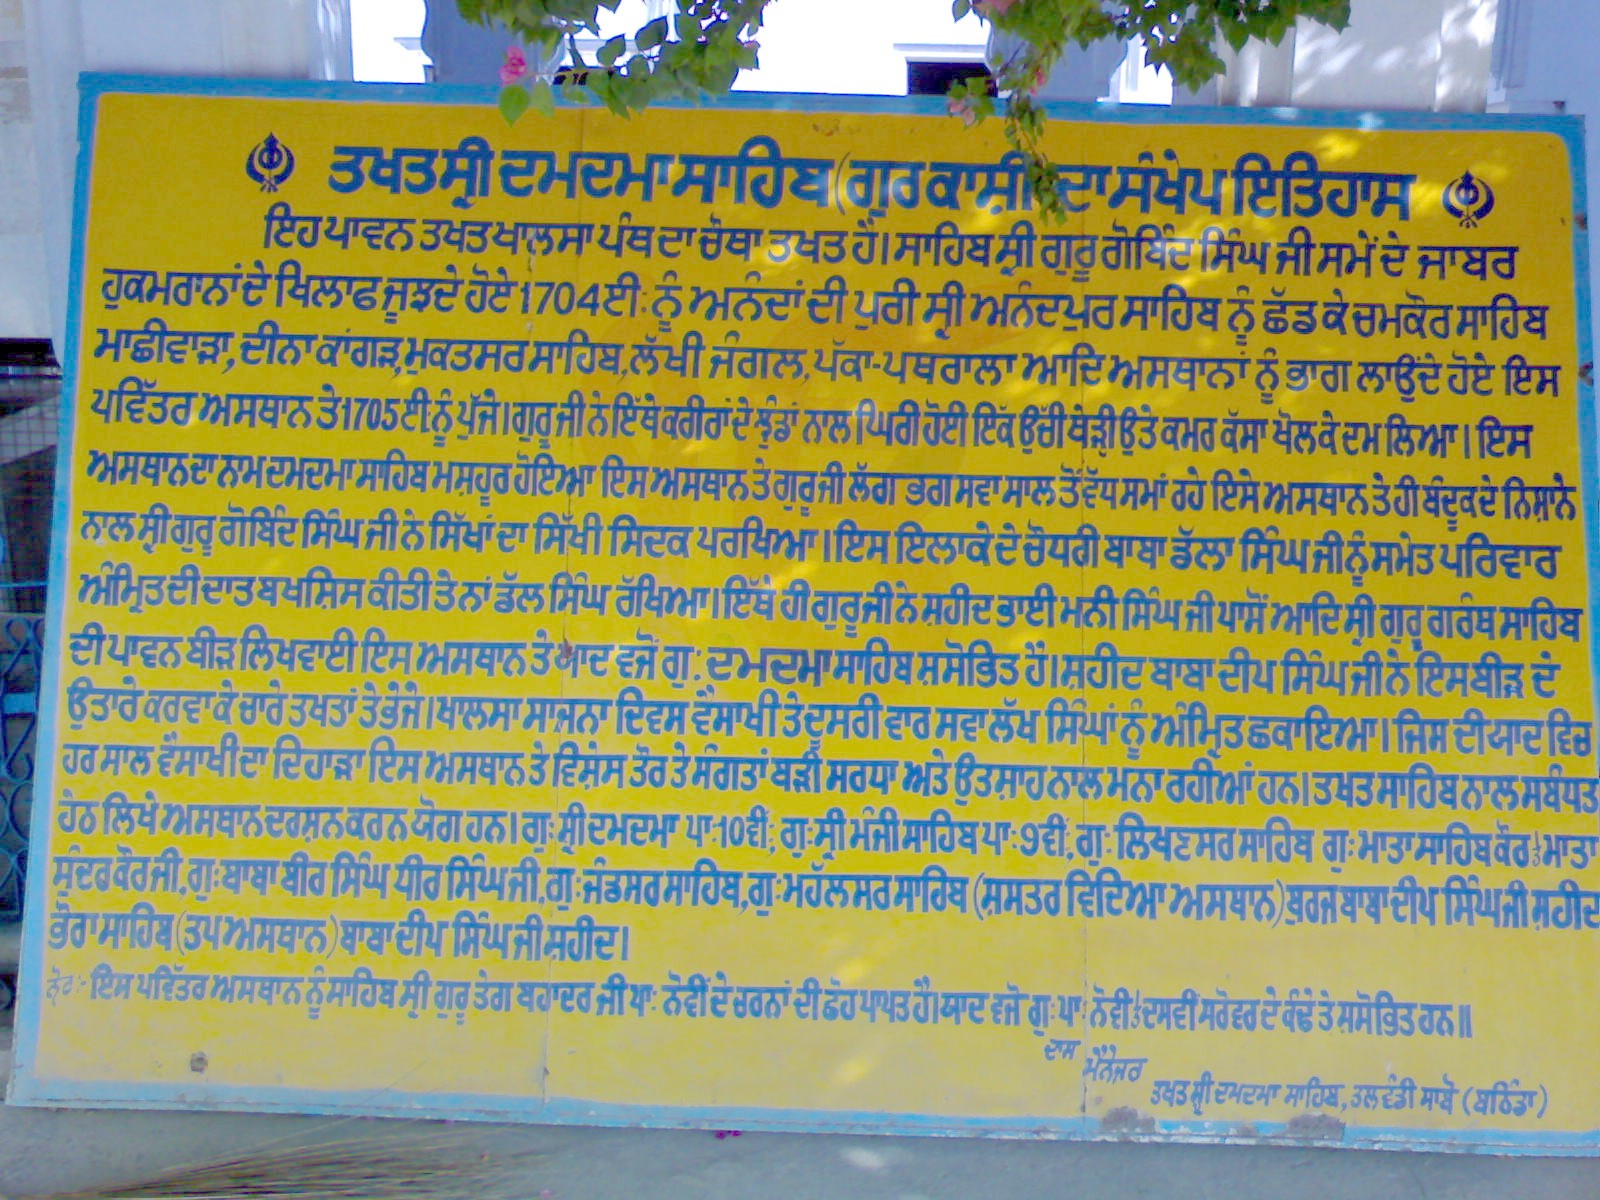 ਤਖਤ ਸ੍ਰੀ ਦਮਦਮਾ ਸਾਹਿਬ (ਗੁਰਕਾਸ਼ੀ) ਦਾ ਸੰਖੇਪ ਇਤਿਹਾਸ
ਇਹ ਪਾਵਨ ਤਖਤ ਖਾਲਸਾ ਪੰਥ ਦਾ ਚੌਥਾ ਤਖਤ ਹੈ। ਸਾਹਿਬ ਸ੍ਰੀ ਗੁਰੂ ਗੋਬਿੰਦ ਸਿੰਘ ਜੀ ਸਮੇਂ ਦੇ ਜਾਬਰ
ਹੁਕਮਰਾਨਾਂ ਦੇ ਖਿਲਾਫ ਜੂਝਦੇ ਹੋਏ 1704 ਈ: ਨੂੰ ਅਨੰਦਾਂ ਦੀ ਪੁਰੀ ਸ੍ਰੀ ਅਨੰਦਪੁਰ ਸਾਹਿਬ ਨੂੰ ਛੱਡ ਕੇ ਚਮਕੌਰ ਸਾਹਿਬ
ਮਾਛੀਵਾੜਾ, ਦੀਨਾ ਕਾਂਗੜ, ਮੁਕਤਸਰ ਸਾਹਿਬ, ਲੱਖੀ ਜੰਗਲ, ਪੱਕਾ-ਪਥਰਾਲਾ ਆਦਿ ਅਸਥਾਨਾਂ ਨੂੰ ਭਾਗ ਲਾਉਂਦੇ ਹੋਏ ਇਸ
ਪਵਿੱਤਰ ਅਸਥਾਨ ਤੇ 1705 ਈ: ਨੂੰ ਪੁੱਜੇ। ਗੁਰੂ ਜੀ ਨੇ ਇੱਥੇ ਕਰੀਰਾਂ ਦੇ ਝੁੰਡਾਂ ਨਾਲ ਘਿਰੀ ਹੋਈ ਇੱਕ ਉੱਚੀ ਥੇੜੀ ਉਤੇ ਕਮਰ ਕੱਸਾ ਖੋਲ ਕੇ ਦਮ ਲਿਆ। ਇਸ
ਅਸਥਾਨ ਦਾ ਨਾਮ ਦਮਦਮਾ ਸਾਹਿਬ ਮਸ਼ਹੂਰ ਹੋਇਆ ਇਸ ਅਸਥਾਨ ਤੇ ਗੁਰੂ ਜੀ ਲੱਗ ਭਗ ਸਵਾ ਸਾਲ ਤੋਂ ਵੱਧ ਸਮਾਂ ਰਹੇ ਇਸੇ ਅਸਥਾਨ ਤੇ ਹੀ ਬੰਦੂਕ ਦੇ ਨਿਸ਼ਾਨੇ
ਨਾਲ ਸ੍ਰੀ ਗੁਰੂ ਗੋਬਿੰਦ ਸਿੰਘ ਜੀ ਨੇ ਸਿੱਖਾਂ ਦਾ ਸਿੱਖੀ ਸਿਦਕ ਪਰਖਿਆ। ਇਸ ਇਲਾਕੇ ਦੇ ਚੌਧਰੀ ਬਾਬਾ ਡੱਲਾ ਸਿੰਘ ਜੀ ਨੂੰ ਸਮੇਤ ਪਰਿਵਾਰ
ਅੰਮ੍ਰਿਤ ਦੀ ਦਾਤ ਬਖਸ਼ਿਸ ਕੀਤੀ ਤੇ ਨਾਂ ਡੱਲ ਸਿੰਘ ਰੱਖਿਆ। ਇੱਥੇ ਹੀ ਗੁਰੂ ਜੀ ਨੇ ਸ਼ਹੀਦ ਭਾਈ ਮਨੀ ਸਿੰਘ ਜੀ ਪਾਸੋਂ ਆਦਿ ਸ੍ਰੀ ਗੁਰੂ ਗਰੰਥ ਸਾਹਿਬ
ਦੀ ਪਾਵਨ ਬੀੜ ਲਿਖਵਾਈ ਇਸ ਅਸਥਾਨ ਤੇ ਯਾਦ ਵਜੋਂ ਗੁ: ਦਮਦਮਾ ਸਾਹਿਬ ਸ਼ਸੋਭਿਤ ਹੈ। ਸ਼ਹੀਦ ਬਾਬਾ ਦੀਪ ਸਿੰਘ ਜੀ ਨੇ ਇਸ ਬੀੜ ਦੇ
ਉਤਾਰੇ ਕਰਵਾ ਕੇ ਚਾਰੇ ਤਖਤਾਂ ਤੇ ਭੇਜੇ। ਖਾਲਸਾ ਸਾਜਨਾ ਦਿਵਸ ਵੈਸਾਖੀ ਤੇ ਦੂਸਰੀ ਵਾਰ ਸਵਾ ਲੱਖ ਸਿੰਘਾਂ ਨੂੰ ਅੰਮ੍ਰਿਤ ਛਕਾਇਆ। ਜਿਸ ਦੀ ਯਾਦ ਵਿਚ
ਹਰ ਸਾਲ ਵੈਸਾਖੀ ਦਾ ਦਿਹਾੜਾ ਇਸ ਅਸਥਾਨ ਤੇ ਵਿਸ਼ੇਸ ਤੌਰ ਤੇ ਸੰਗਤਾਂ ਬੜੀ ਸਰਧਾ ਅਤੇ ਉਤਸ਼ਾਹ ਨਾਲ ਮਨਾ ਰਹੀਆਂ ਹਨ। ਤਖਤ ਸਾਹਿਬ ਨਾਲ ਸਬੰਧਤ
ਹੇਠ ਲਿਖੇ ਅਸਥਾਨ ਦਰਸ਼ਨ ਕਰਨ ਯੋਗ ਹਨ। ਗੁ: ਸ੍ਰੀ ਦਮਦਮਾ ਪਾ: 10ਵੀਂ, ਗੁ: ਸ੍ਰੀ ਮੰਜੀ ਸਾਹਿਬ ਪਾ: 9ਵੀਂ, ਗੁ: ਲਿਖਣਸਰ ਸਾਹਿਬ ਗੁ: ਮਾਤਾ ਸਾਹਿਬ ਕੌਰ ਤੇ ਮਾਤਾ
ਸੁੰਦਰ ਕੌਰ ਜੀ, ਗੁ: ਬਾਬਾ ਬੀਰ ਸਿੰਘ ਧੀਰ ਸਿੰਘ ਜੀ, ਗੁ: ਜੰਡਸਰ ਸਾਹਿਬ, ਗੁ: ਮਹੱਲਸਰ ਸਾਹਿਬ (ਸ਼ਸਤਰ ਵਿਦਿਆ ਅਸਥਾਨ) ਬੁਰਜ ਬਾਬਾ ਦੀਪ ਸਿੰਘ ਜੀ ਸ਼ਹੀਦ
ਭੋਰਾ ਸਾਹਿਬ (ਤਪ ਅਸਥਾਨ) ਬਾਬਾ ਦੀਪ ਸਿੰਘ ਜੀ ਸ਼ਹੀਦ।
ਨੋਟ:- ਇਸ ਪਵਿੱਤਰ ਅਸਥਾਨ ਨੂੰ ਸਾਹਿਬ ਸ੍ਰੀ ਗੁਰੂ ਤੇਗ ਬਹਾਦਰ ਜੀ ਪਾ: ਨੌਵੀਂ ਦੇ ਚਰਨਾਂ ਦੀ ਛੋਹ ਪਾਪਤ ਹੈ। ਯਾਦ ਵਜੋ ਗੁ: ਪਾ: ਨੌਵੀਂ ਤੇ ਦਸਵੀਂ ਸਰੋਵਰ ਦੇ ਕੰਢੇ ਤੇ ਸ਼ਸੋਭਿਤ ਹਨ॥
ਦਾਸ
ਮੈਨੇਜਰ
ਤਖਤ ਸ੍ਰੀ ਦਮਦਮਾ ਸਾਹਿਬ, ਤਲਵੰਡੀ ਸਾਬੋ (ਬਠਿੰਡਾ)